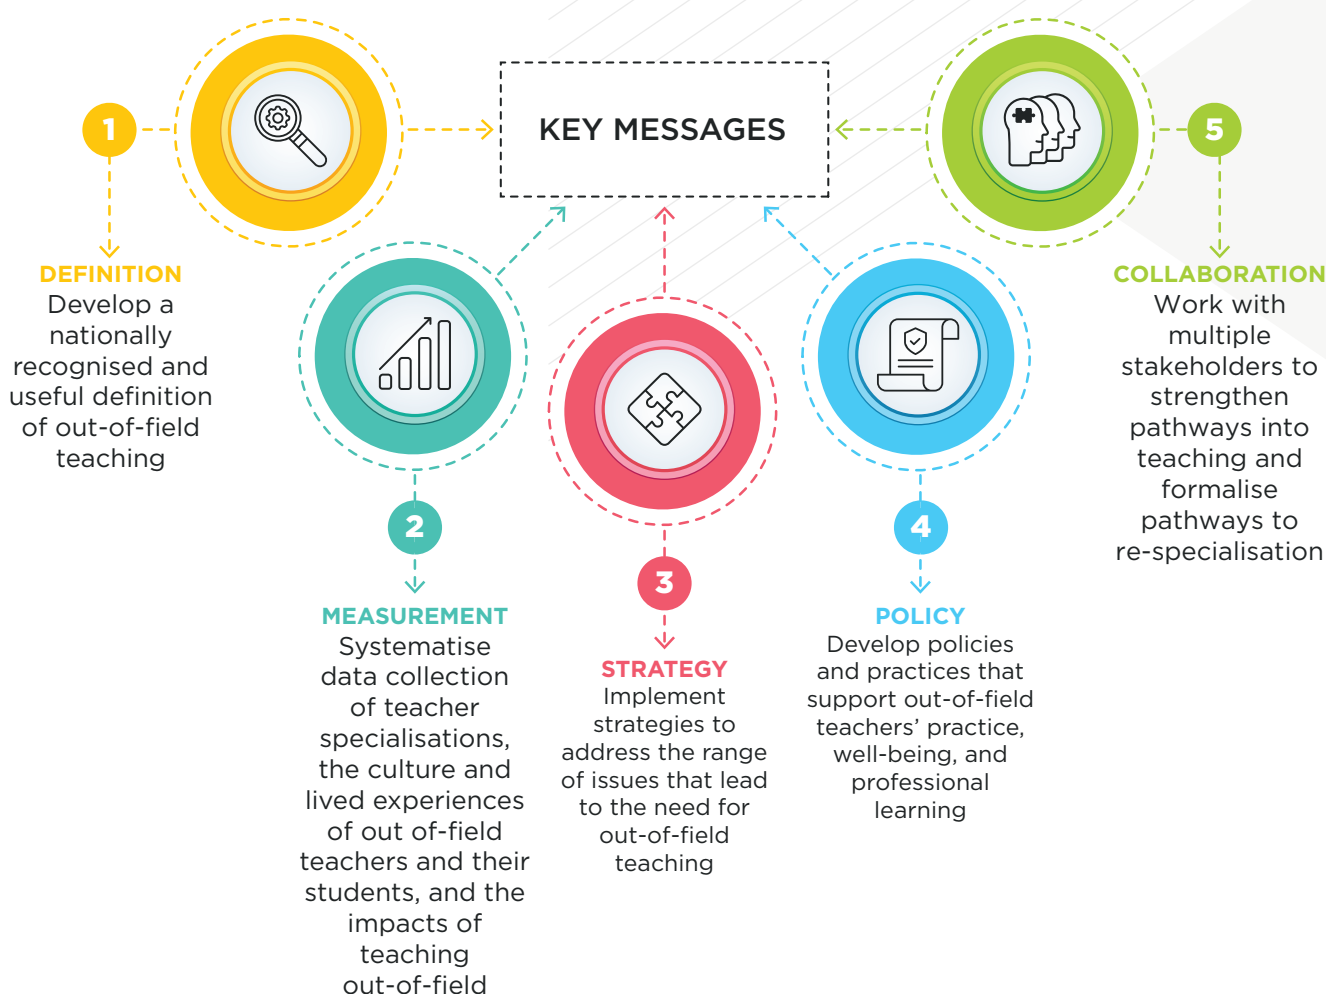 KEY MESSAGES
1
DEFINITION
Develop a
nationally
recognised and
useful definition
of out-of-field
teaching
2
MEASUREMENT
Systematise
data collection
of teacher
specialisations,
the culture and
lived experiences
of out of-field
teachers and their
students, and the
impacts of
teaching
out-of-field
3
STRATEGY
Implement
strategies to
address the range
of issues that lead
to the need for
out-of-field
teaching
4
POLICY
Develop policies
and practices that
support out-of-field
teachers’ practice,
well-being, and
professional
learning
5
COLLABORATION
Work with
multiple
stakeholders to
strengthen
pathways into
teaching and
formalise
pathways to
re-specialisation